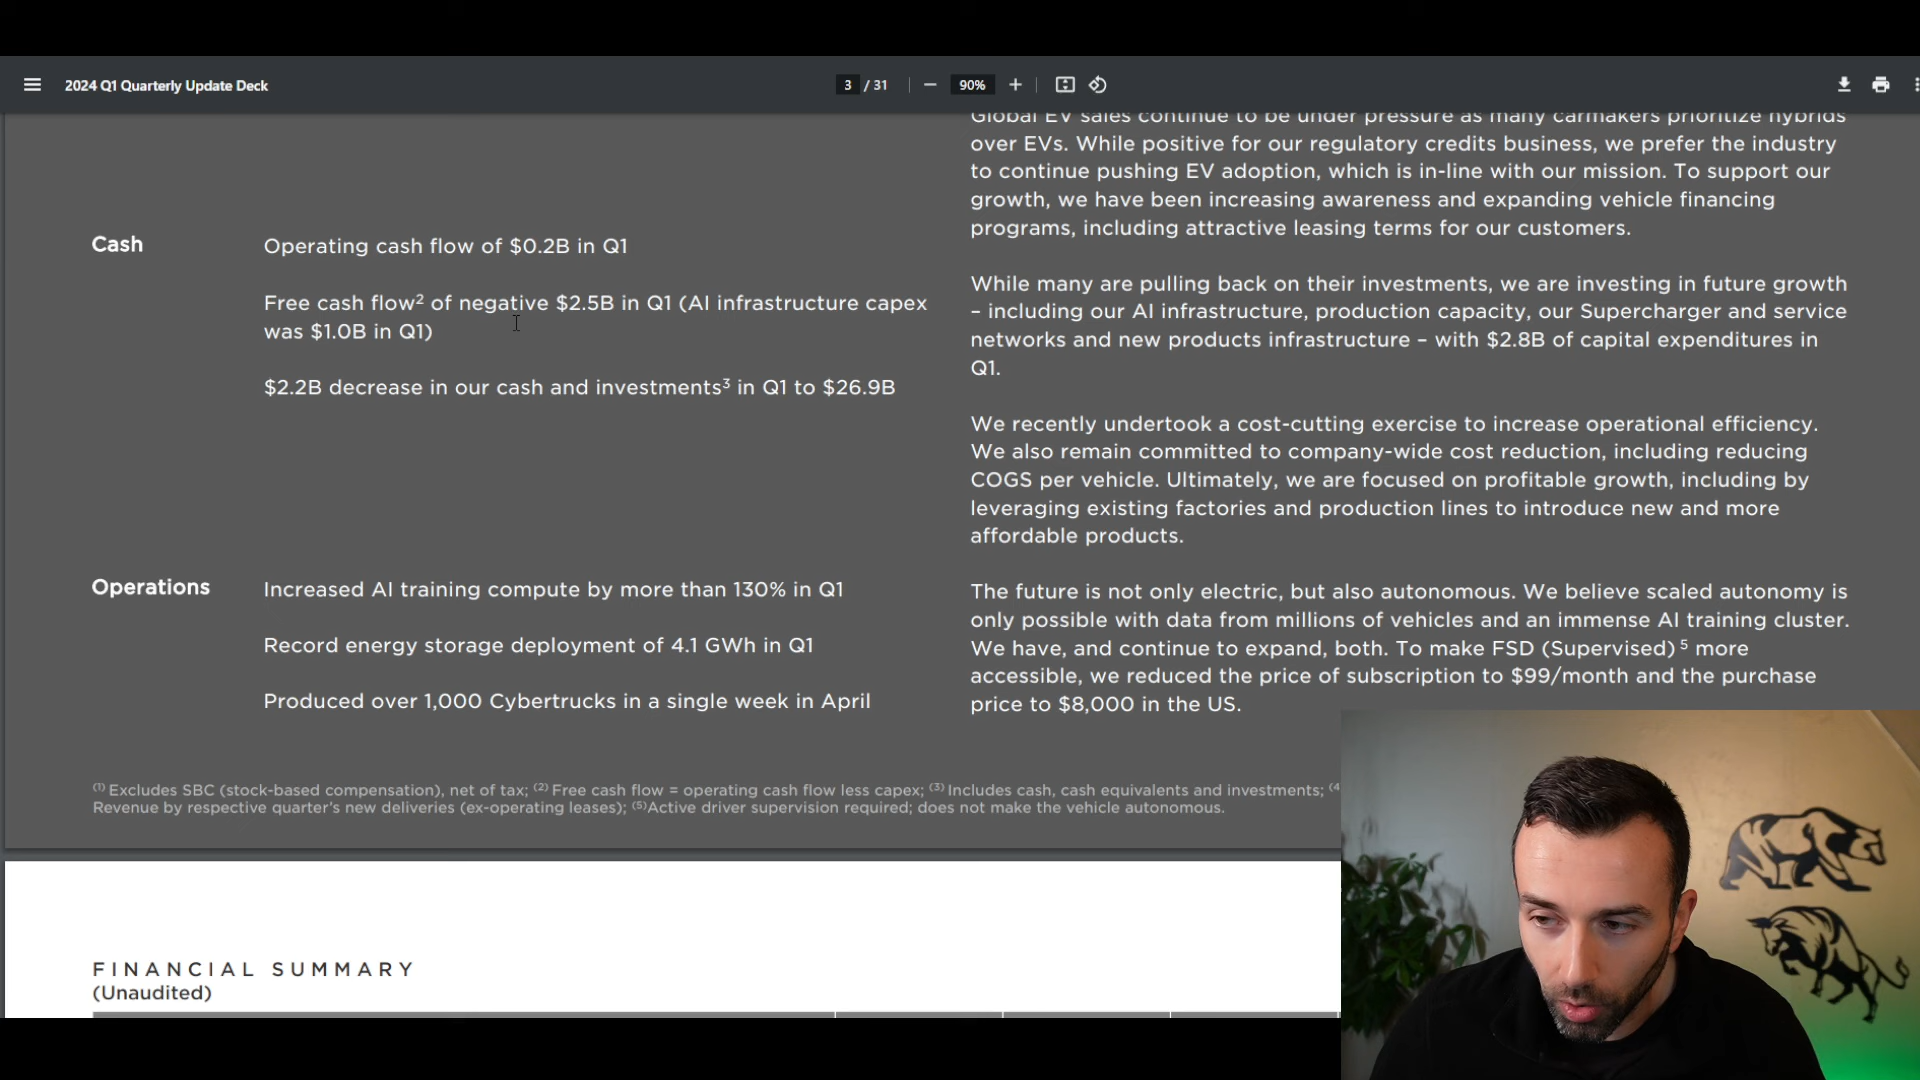 2024 Q1 Quarterly Update Deck
3 / 31
90%
Cash
Operating cash flow of $0.2B in Q1
Free cash flow² of negative $2.5B in Q1 (AI infrastructure capex
was $1.0B in Q1)
$2.2B decrease in our cash and investments³ in Q1 to $26.9B
Operations
Increased AI training compute by more than 130% in Q1
Record energy storage deployment of 4.1 GWh in Q1
Produced over 1,000 Cybertrucks in a single week in April
Global EV sales continue to be under pressure as many carmakers prioritize hybrids
over EVs. While positive for our regulatory credits business, we prefer the industry
to continue pushing EV adoption, which is in-line with our mission. To support our
growth, we have been increasing awareness and expanding vehicle financing
programs, including attractive leasing terms for our customers.
While many are pulling back on their investments, we are investing in future growth
– including our AI infrastructure, production capacity, our Supercharger and service
networks and new products infrastructure – with $2.8B of capital expenditures in
Q1.
We recently undertook a cost-cutting exercise to increase operational efficiency.
We also remain committed to company-wide cost reduction, including reducing
COGS per vehicle. Ultimately, we are focused on profitable growth, including by
leveraging existing factories and production lines to introduce new and more
affordable products.
The future is not only electric, but also autonomous. We believe scaled autonomy is
only possible with data from millions of vehicles and an immense AI training cluster.
We have, and continue to expand, both. To make FSD (Supervised) ⁵ more
accessible, we reduced the price of subscription to $99/month and the purchase
price to $8,000 in the US.
⁽¹⁾ Excludes SBC (stock-based compensation), net of tax; ⁽²⁾ Free cash flow = operating cash flow less capex; ⁽³⁾ Includes cash, cash equivalents and investments; ⁽⁴
Revenue by respective quarter's new deliveries (ex-operating leases); ⁽⁵⁾Active driver supervision required; does not make the vehicle autonomous.
FINANCIAL SUMMARY
(Unaudited)